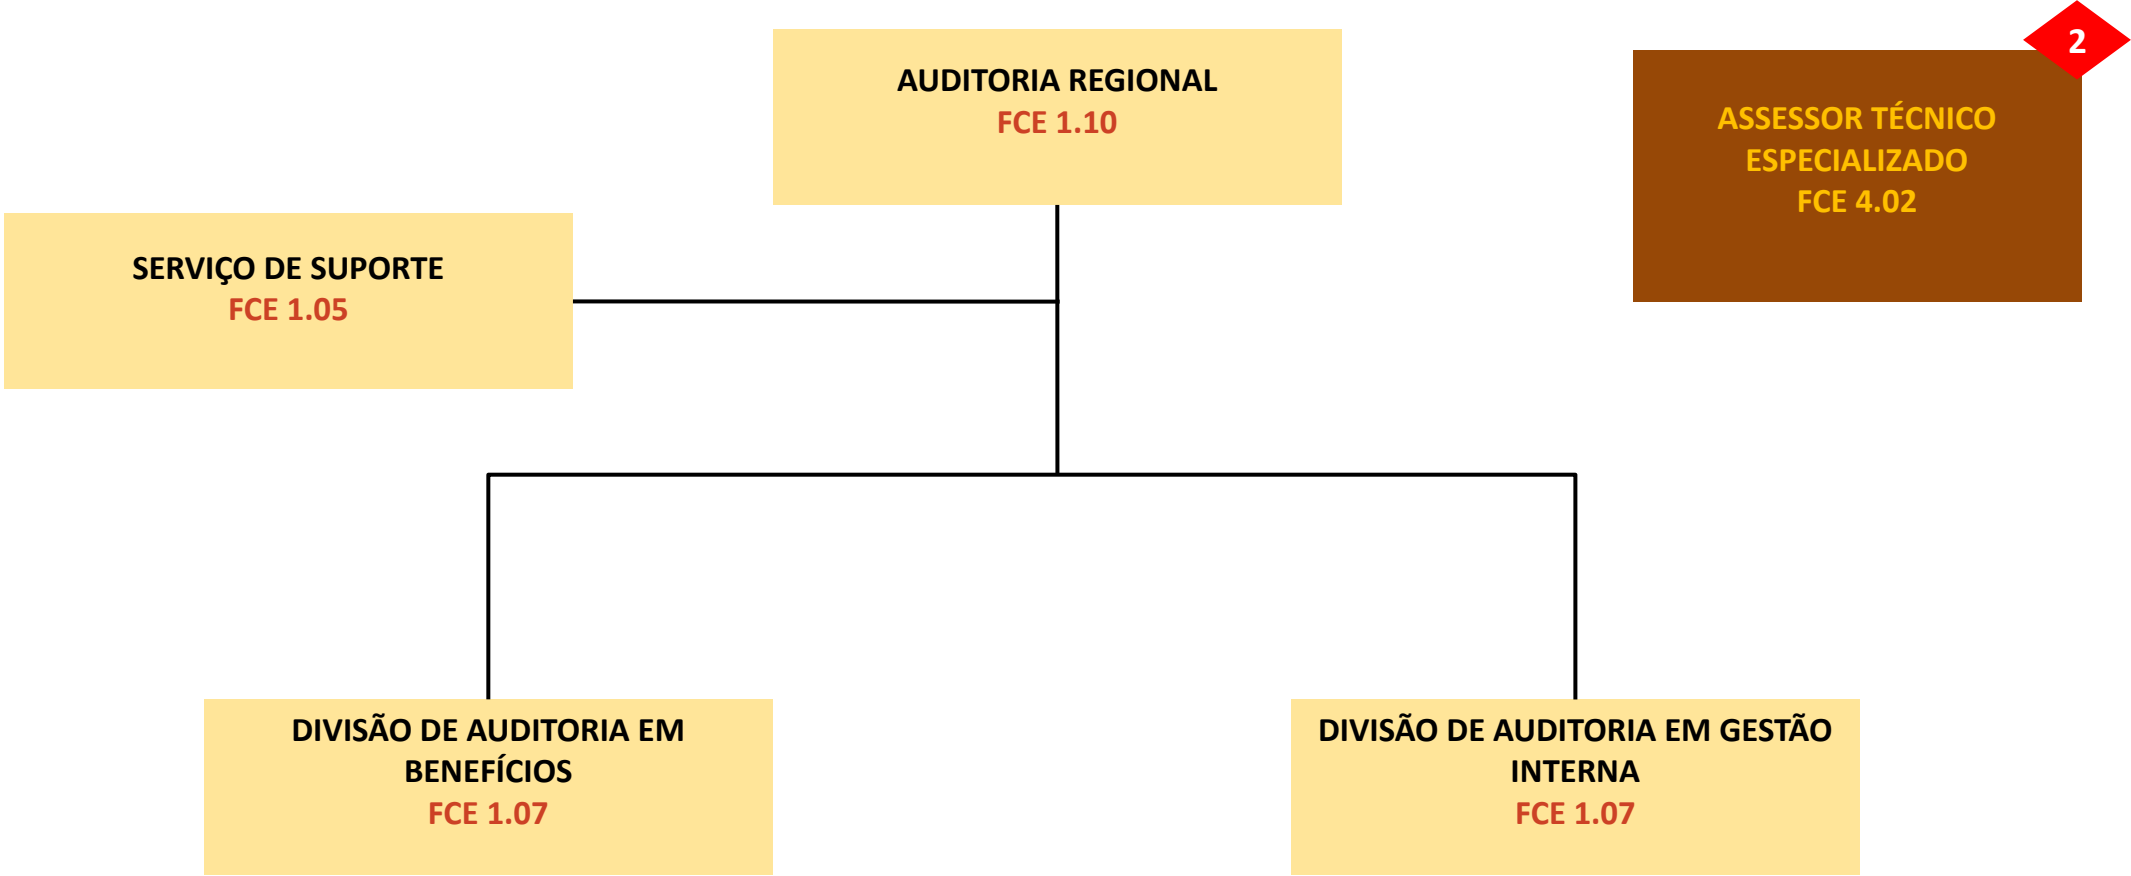 2
AUDITORIA REGIONAL
FCE 1.10
ASSESSOR TÉCNICO
ESPECIALIZADO
FCE 4.02
SERVIÇO DE SUPORTE
FCE 1.05
DIVISÃO DE AUDITORIA EM
BENEFÍCIOS
FCE 1.07
DIVISÃO DE AUDITORIA EM GESTÃO
INTERNA
FCE 1.07